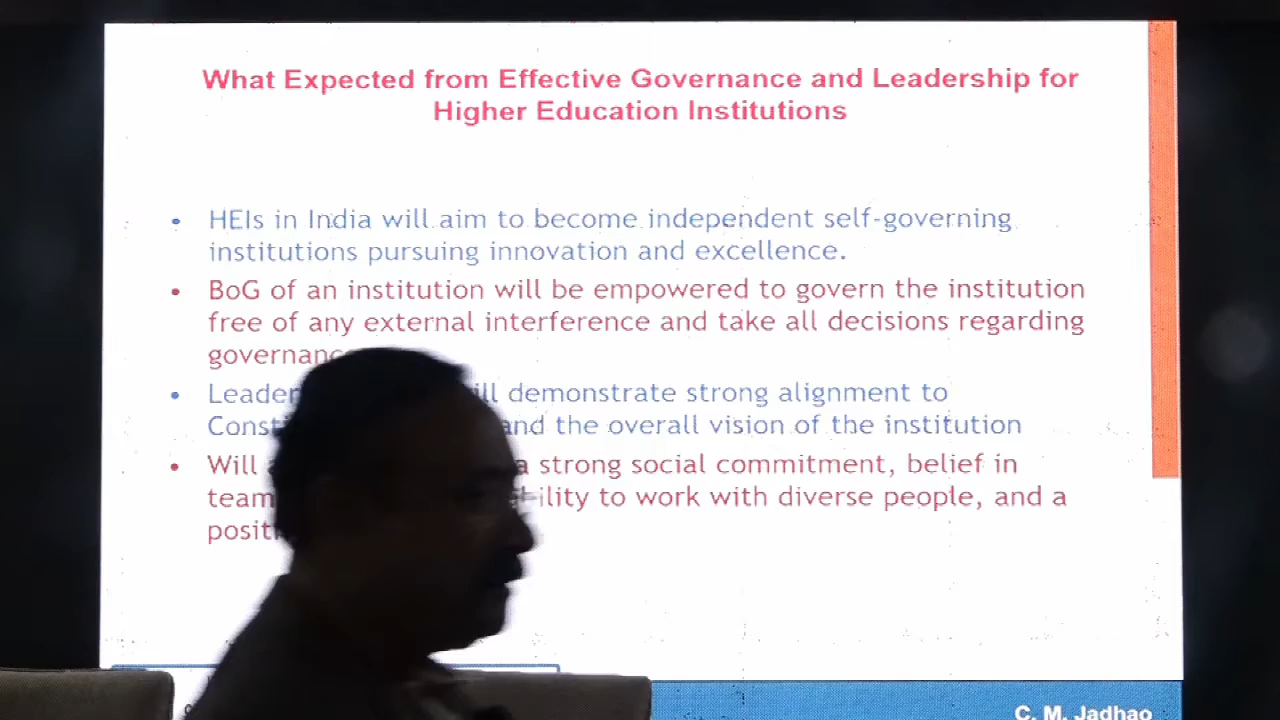 What Expected from Effective Governance and Leadership for
Higher Education Institutions
• HEIs in India will aim to become independent self-governing
institutions pursuing innovation and excellence.
• BoG of an institution will be empowered to govern the institution
free of any external interference and take all decisions regarding
• demonstrate strong alignment to
and the overall vision of the institution
• Will a strong social commitment, belief in
to work with diverse people, and a
C. M. Jadhao